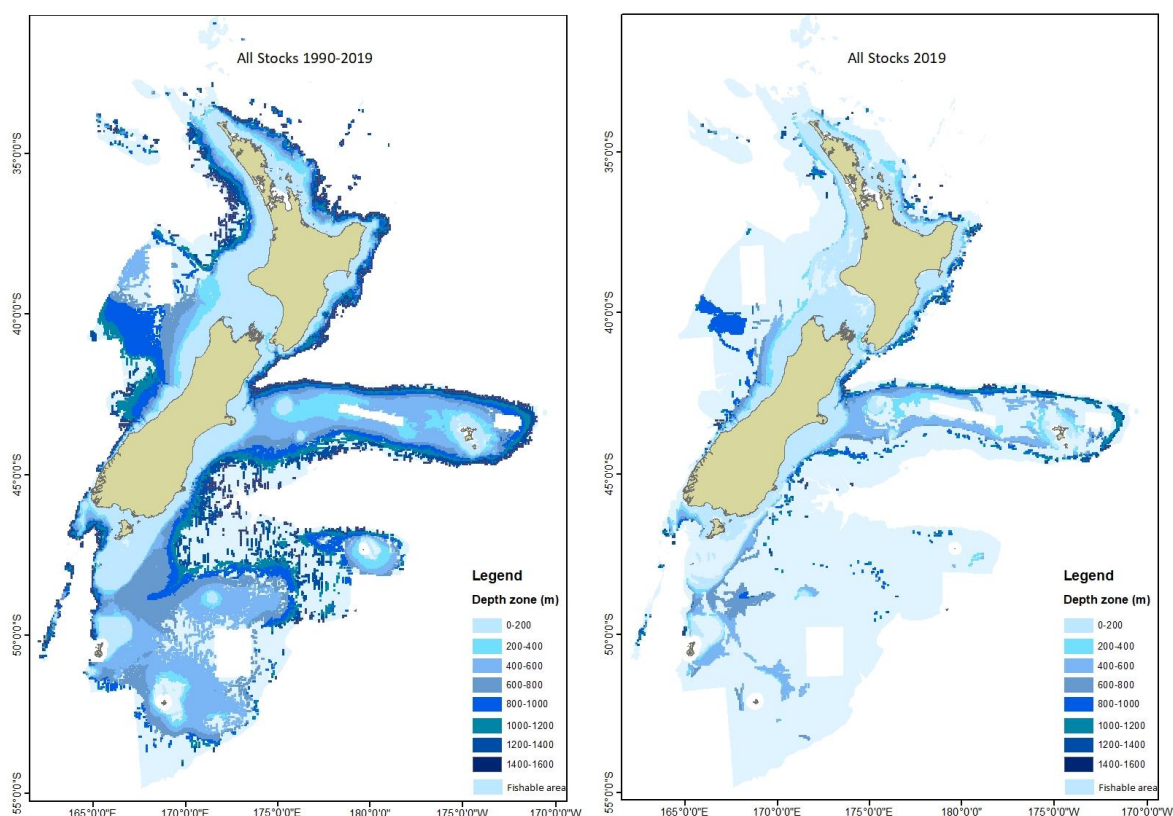 All Stocks 1990-2019
35°0'0"S
40°0'0"S
45°0'0"S
50°0'0"S
55°0'0"S
Legend
Depth zone (m)
0-200
200-400
400-600
600-800
800-1000
1000-1200
1200-1400
1400-1600
Fishable area
165°0'0"E 170°0'0"E 175°0'0"E 180°0'0" 175°0'0"W 170°0'0"W
All Stocks 2019
35°0'0"S
40°0'0"S
45°0'0"S
50°0'0"S
55°0'0"S
Legend
Depth zone (m)
0-200
200-400
400-600
600-800
800-1000
1000-1200
1200-1400
1400-1600
Fishable area
165°0'0"E 170°0'0"E 175°0'0"E 180°0'0" 175°0'0"W 170°0'0"W